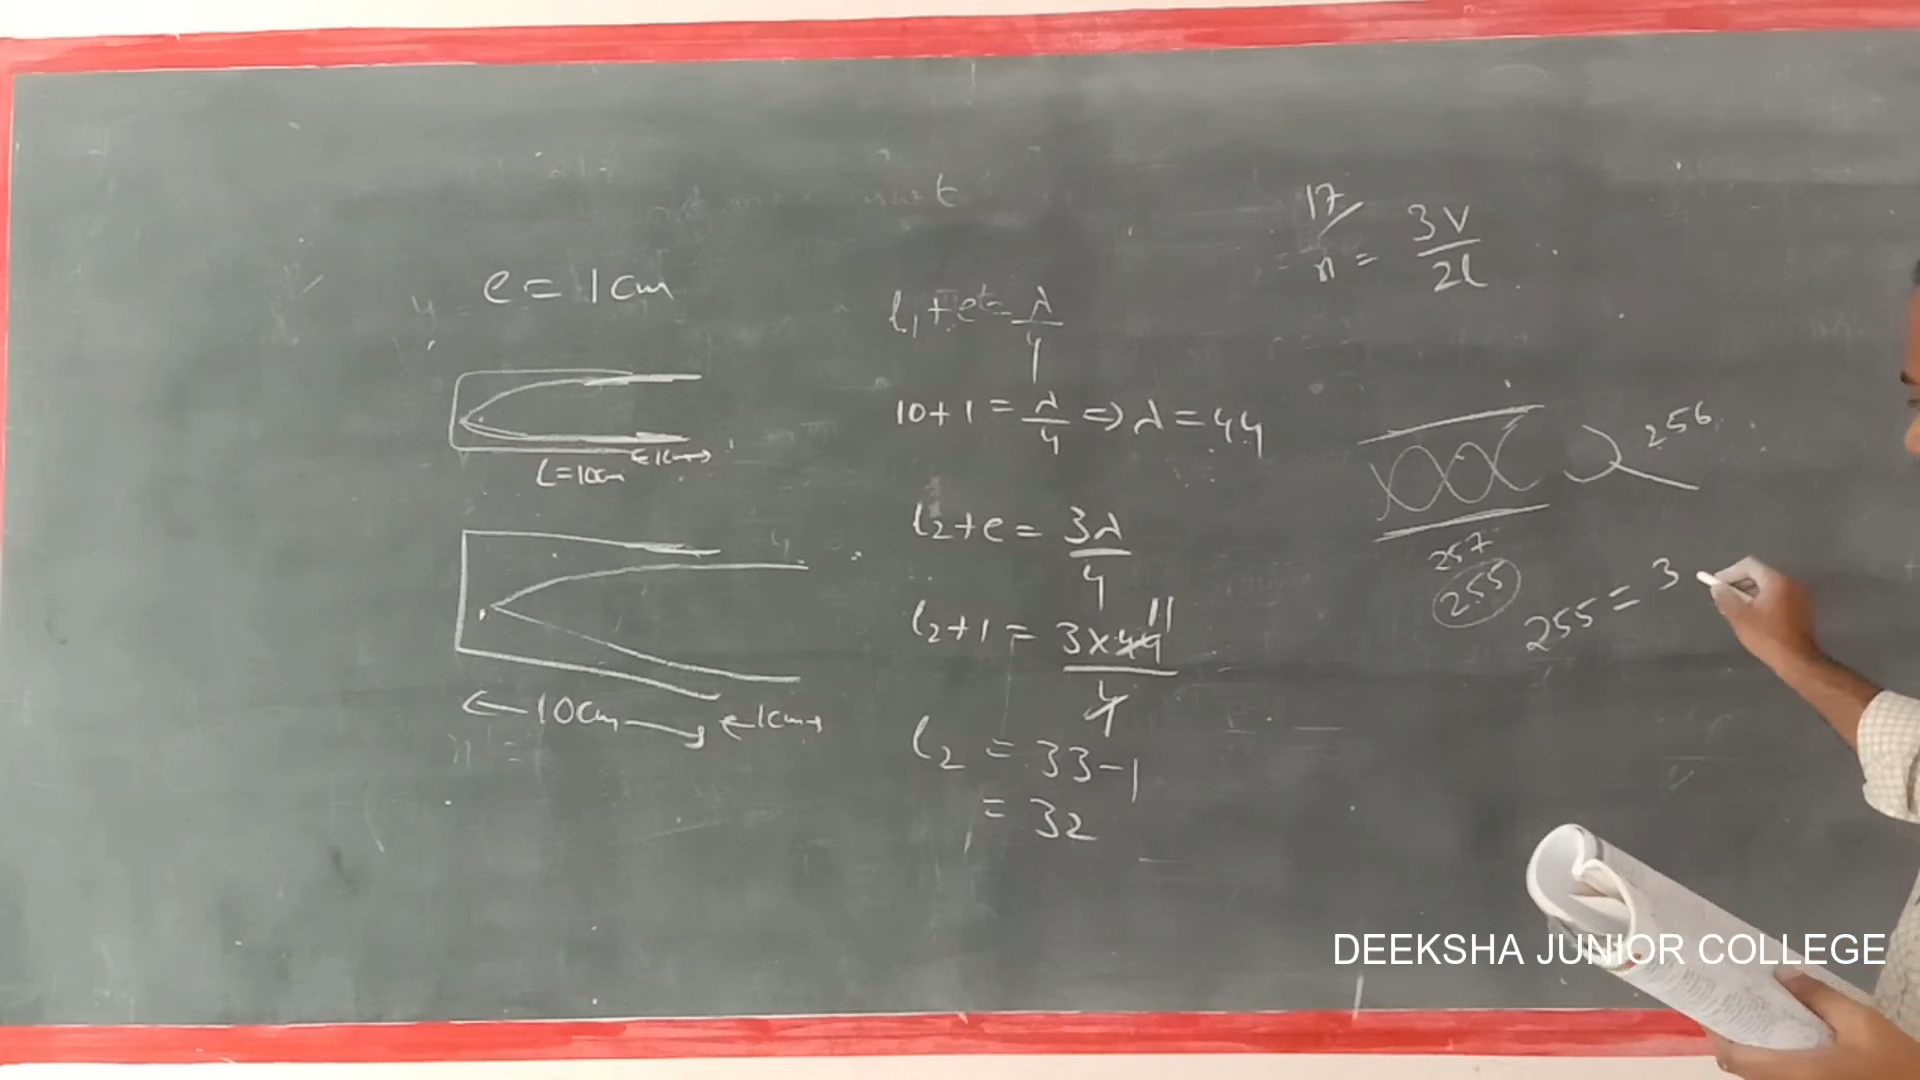 e = 1cm
L=10cm
1cm
10cm
1cm
l₁+e = λ/4
10+1 = λ/4 ⇒ λ = 44
l₂+e = 3λ/4
l₂+1 = 3×44/4
11
l₂ = 33-1
= 32
17
n = 3V/2l
256
257
255
255 = 3
DEEKSHA JUNIOR COLLEGE